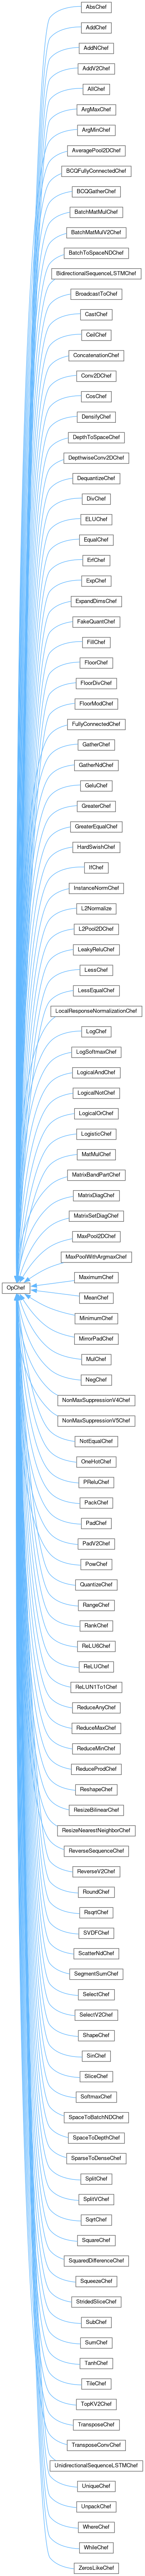 AbsChef
AddChef
AddNChef
AddV2Chef
AllChef
ArgMaxChef
ArgMinChef
AveragePool2DChef
BCQFullyConnectedChef
BCQGatherChef
BatchMatMulChef
BatchMatMulV2Chef
BatchToSpaceNDChef
BidirectionalSequenceLSTMChef
BroadcastToChef
CastChef
CeilChef
ConcatenationChef
Conv2DChef
CosChef
DensifyChef
DepthToSpaceChef
DepthwiseConv2DChef
DequantizeChef
DivChef
ELUChef
EqualChef
ErfChef
ExpChef
ExpandDimsChef
FakeQuantChef
FillChef
FloorChef
FloorDivChef
FloorModChef
FullyConnectedChef
GatherChef
GatherNdChef
GeluChef
GreaterChef
GreaterEqualChef
HardSwishChef
IfChef
InstanceNormChef
L2Normalize
L2Pool2DChef
LeakyReluChef
LessChef
LessEqualChef
LocalResponseNormalizationChef
LogChef
LogSoftmaxChef
LogicalAndChef
LogicalNotChef
LogicalOrChef
LogisticChef
MatMulChef
MatrixBandPartChef
MatrixDiagChef
MatrixSetDiagChef
MaxPool2DChef
MaxPoolWithArgmaxChef
MaximumChef
OpChef
MeanChef
MinimumChef
MirrorPadChef
MulChef
NegChef
NonMaxSuppressionV4Chef
NonMaxSuppressionV5Chef
NotEqualChef
OneHotChef
PReluChef
PackChef
PadChef
PadV2Chef
PowChef
QuantizeChef
RangeChef
RankChef
ReLU6Chef
ReLUChef
ReLUN1To1Chef
ReduceAnyChef
ReduceMaxChef
ReduceMinChef
ReduceProdChef
ReshapeChef
ResizeBilinearChef
ResizeNearestNeighborChef
ReverseSequenceChef
ReverseV2Chef
RoundChef
RsqrtChef
SVDFChef
ScatterNdChef
SegmentSumChef
SelectChef
SelectV2Chef
ShapeChef
SinChef
SliceChef
SoftmaxChef
SpaceToBatchNDChef
SpaceToDepthChef
SparseToDenseChef
SplitChef
SplitVChef
SqrtChef
SquareChef
SquaredDifferenceChef
SqueezeChef
StridedSliceChef
SubChef
SumChef
TanhChef
TileChef
TopKV2Chef
TransposeChef
TransposeConvChef
UnidirectionalSequenceLSTMChef
UniqueChef
UnpackChef
WhereChef
WhileChef
ZerosLikeChef